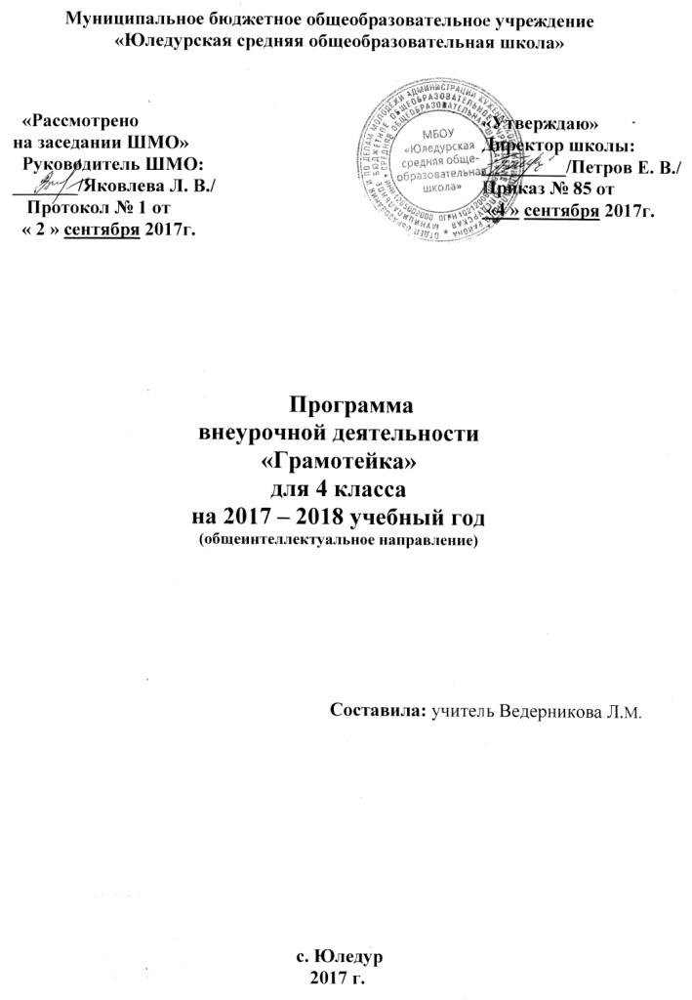 Муниципальное бюджетное общеобразовательное учреждение
«Юледурская средняя общеобразовательная школа»
«Рассмотрено
на заседании ШМО»
Руководитель ШМО:
/Яковлева Л. В./
Протокол № 1 от
« 2 » сентября 2017г.
МБОУ
«Юледурская
средняя обще-
образовательная
школа»
«Утверждаю»
Директор школы:
/Петров Е. В./
Приказ № 85 от
«4 » сентября 2017г.
Программа
внеурочной деятельности
«Грамотейка»
для 4 класса
на 2017 – 2018 учебный год
(общеинтеллектуальное направление)
Составила: учитель Ведерникова Л.М.
с. Юледур
2017 г.